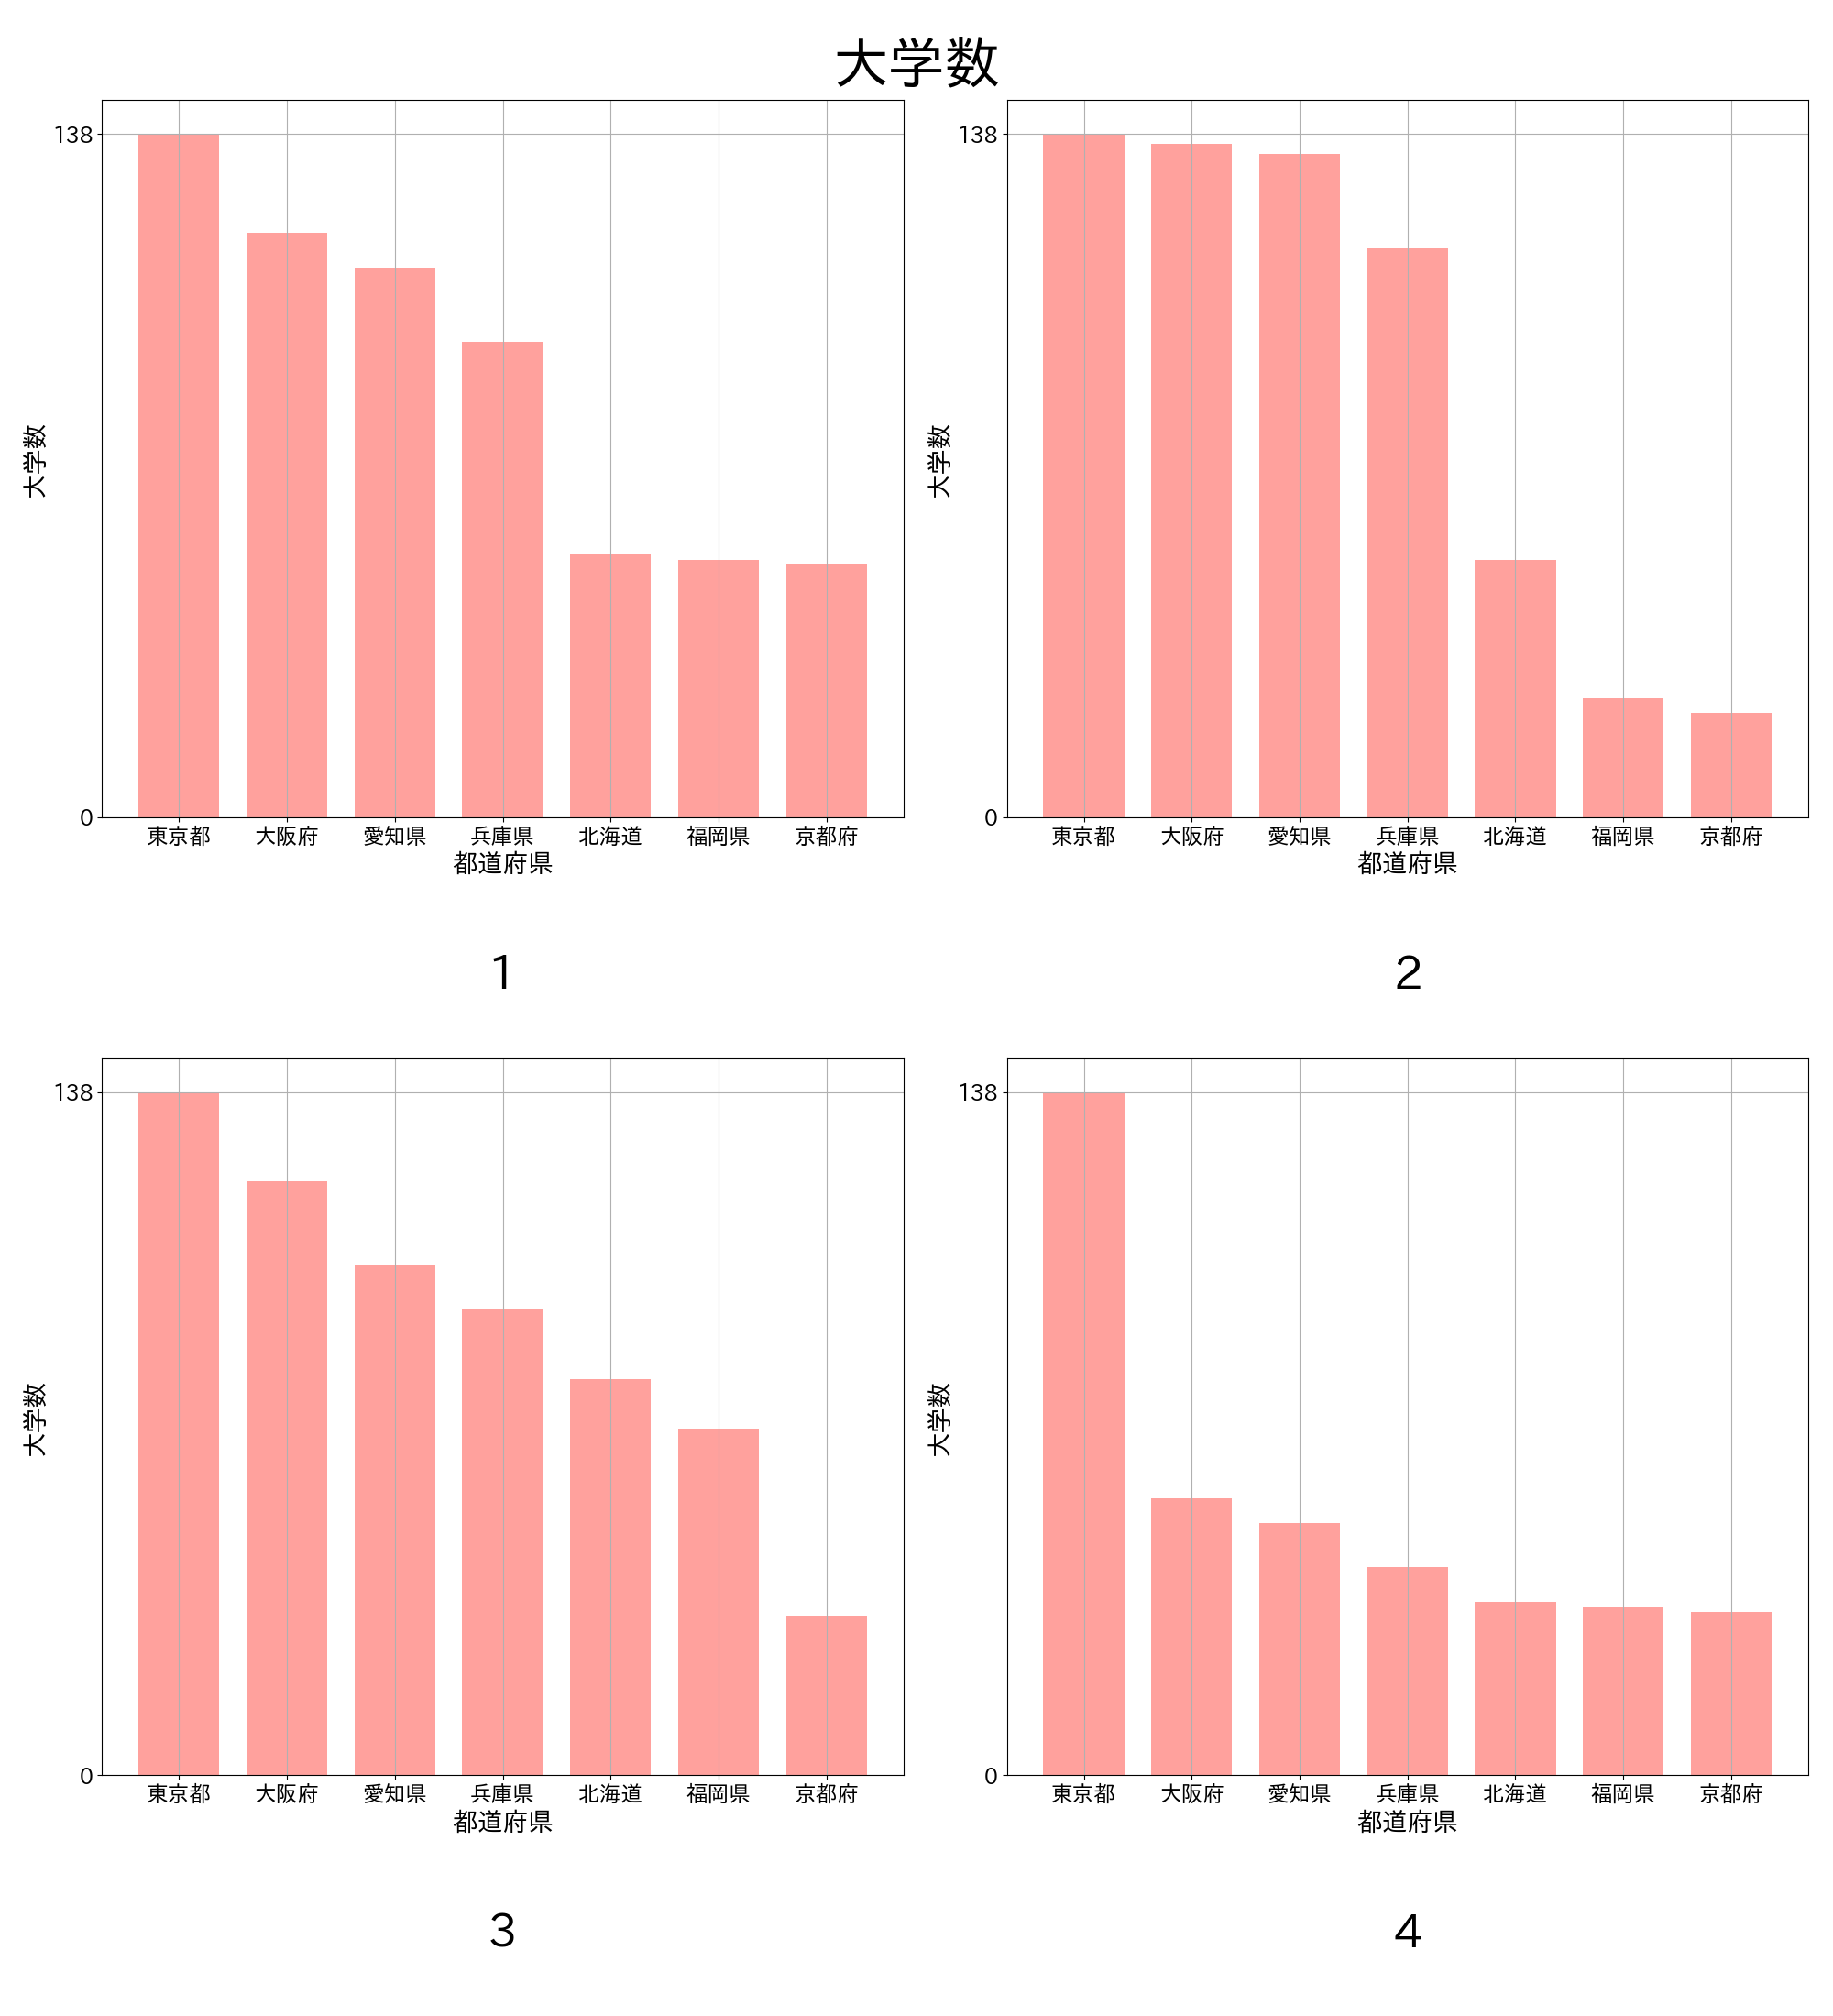 大学数
138
0
大学数
東京都 大阪府 愛知県 兵庫県 北海道 福岡県 京都府
都道府県
1
138
0
大学数
東京都 大阪府 愛知県 兵庫県 北海道 福岡県 京都府
都道府県
2
138
0
大学数
東京都 大阪府 愛知県 兵庫県 北海道 福岡県 京都府
都道府県
3
138
0
大学数
東京都 大阪府 愛知県 兵庫県 北海道 福岡県 京都府
都道府県
4